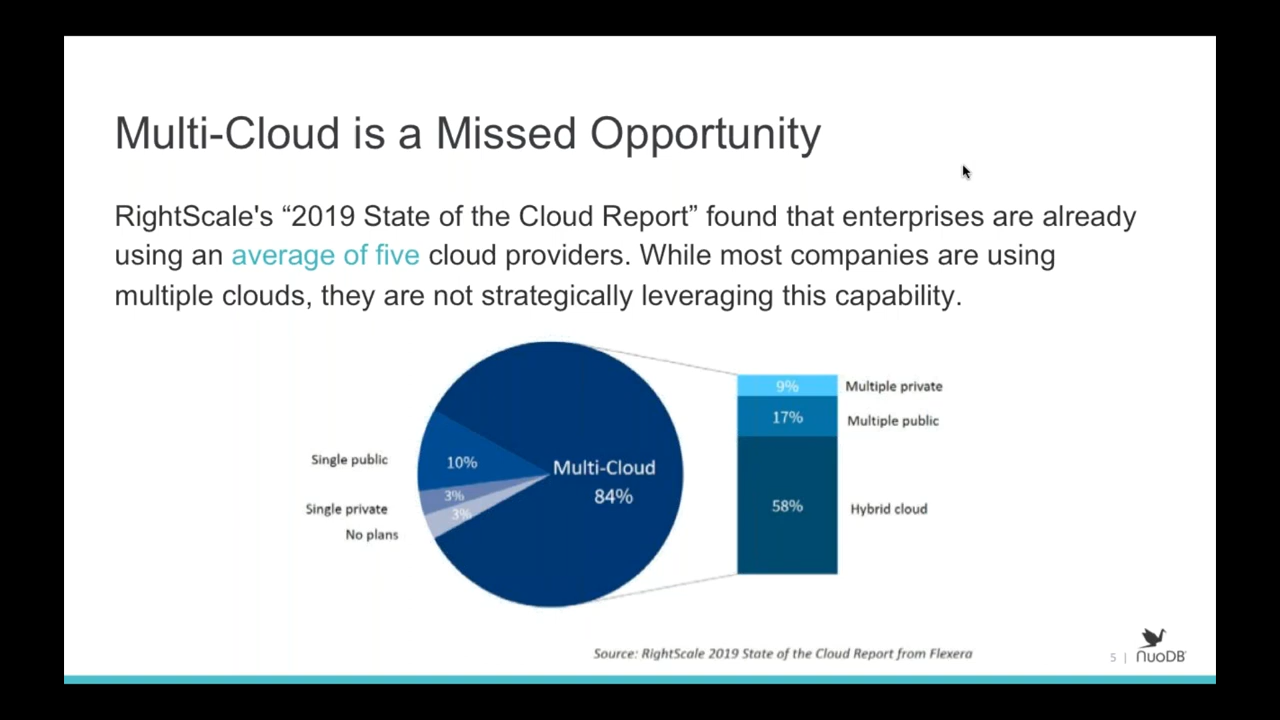 Multi-Cloud is a Missed Opportunity
RightScale's “2019 State of the Cloud Report” found that enterprises are already
using an average of five cloud providers. While most companies are using
multiple clouds, they are not strategically leveraging this capability.
Single public
Single private
No plans
10%
3%
3%
Multi-Cloud
84%
9%
17%
58%
Multiple private
Multiple public
Hybrid cloud
Source: RightScale 2019 State of the Cloud Report from Flexera
5 | nuoDB